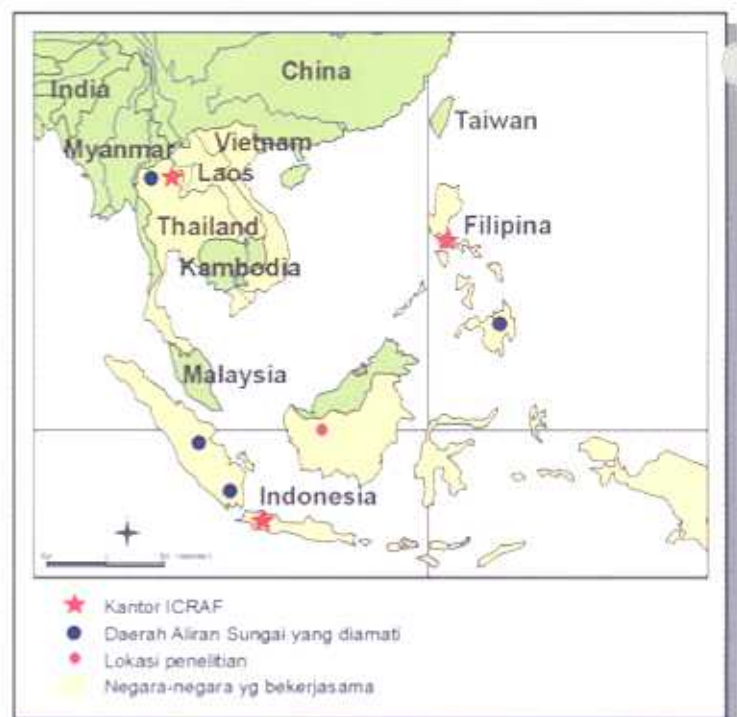 China
India
Taiwan
Vietnam
Myanmar
Laos
Filipina
Thailand
Kambodia
Malaysia
Indonesia
Kantor ICRAF
Daerah Aliran Sungai yang diamati
Lokasi penelitian
Negara-negara yg bekerjasama